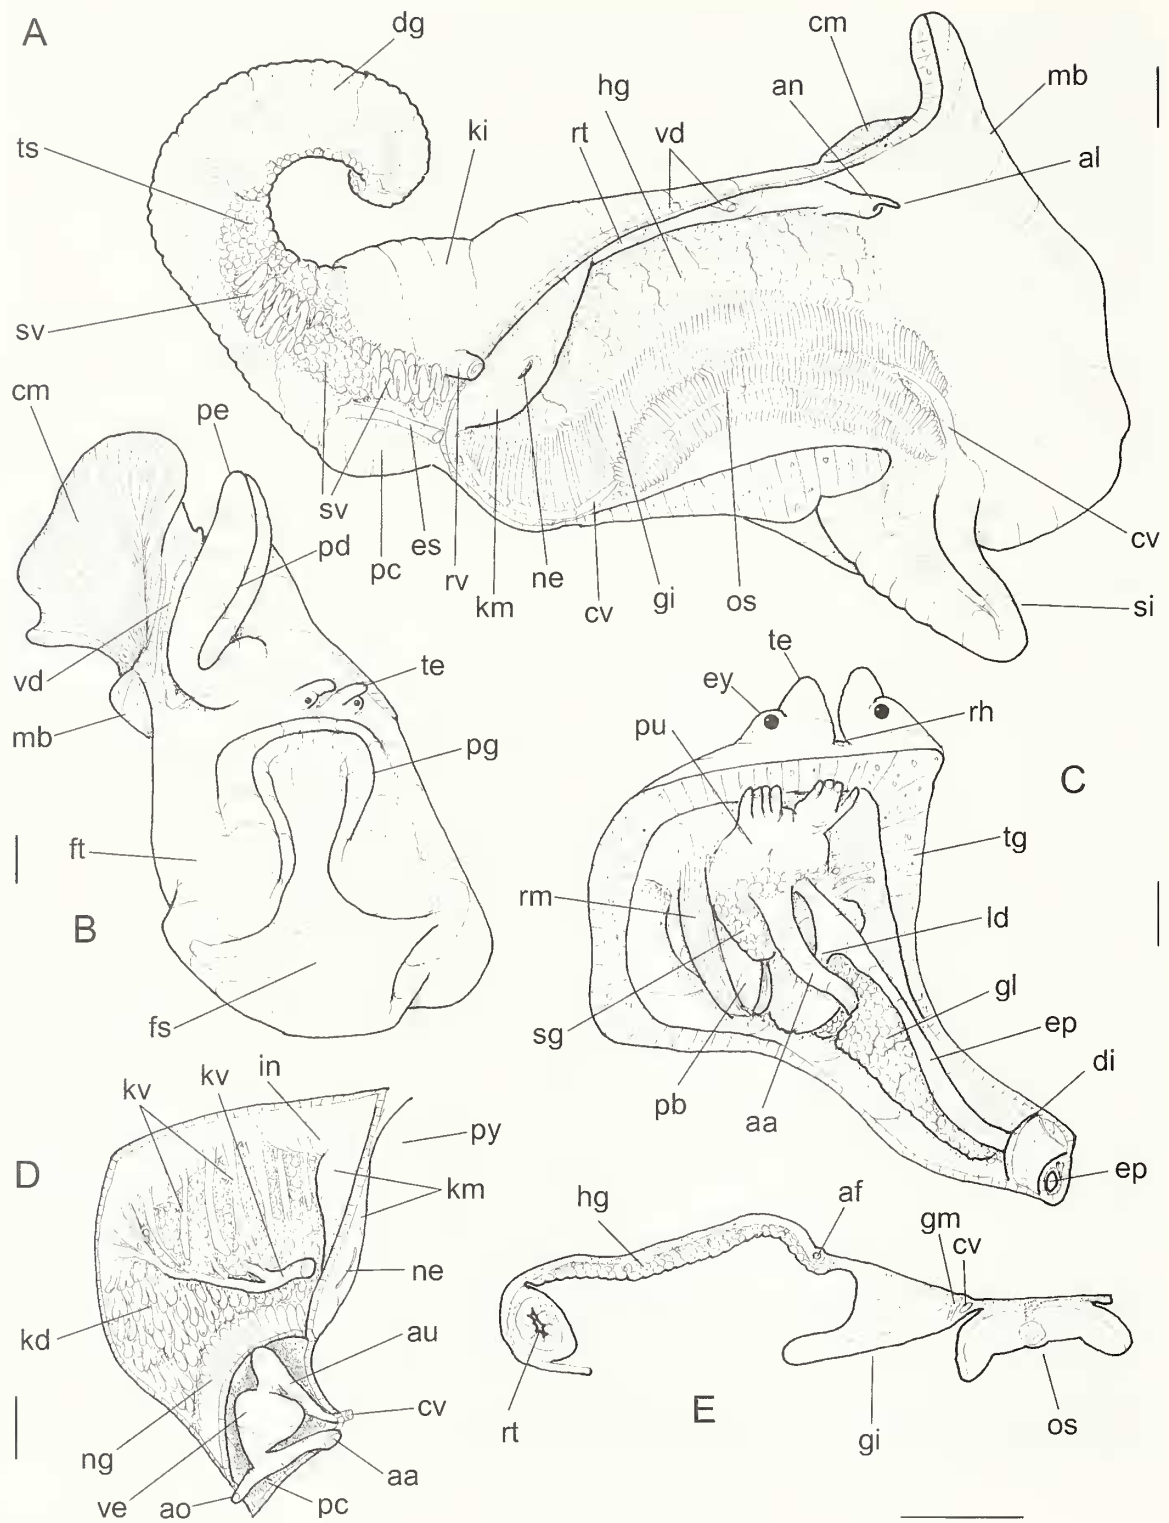 A
dg
cm
hg
an
mb
ts
ki
rt
vd
al
sv
cm
pe
sv
pd
es
pc
rv
km
ne
cv
gi
os
cv
si
vd
te
mb
pg
ft
B
fs
te
ey
rh
pu
C
tg
rm
ld
gl
sg
ep
di
pb
aa
ep
kv
kv
in
py
D
km
ne
kd
au
cv
ng
aa
ve
ao
pc
hg
af
gm
cv
rt
E
gi
os